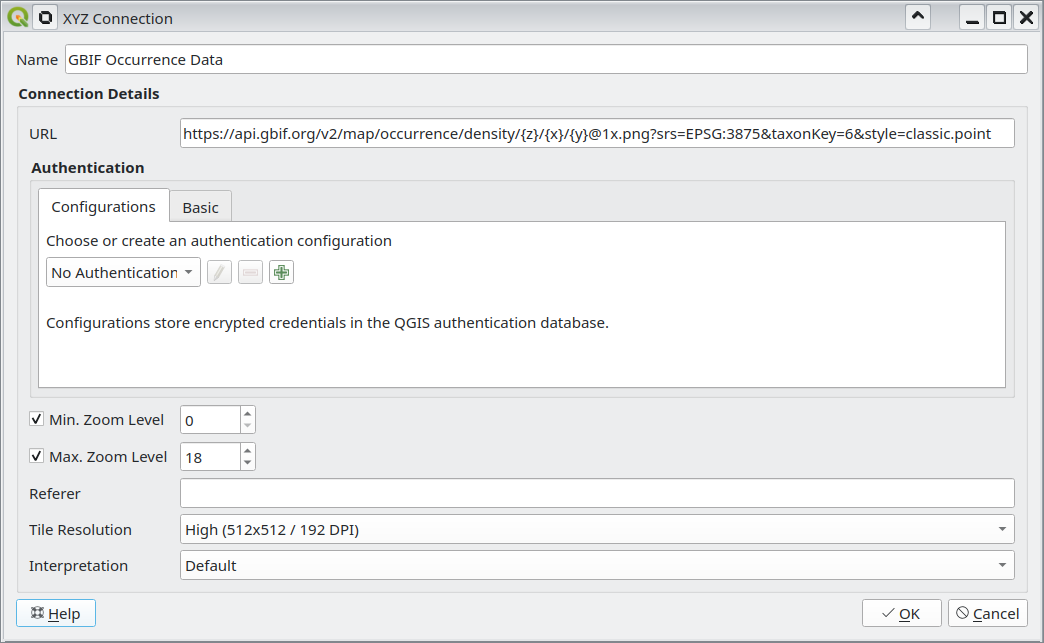 XYZ Connection
Name GBIF Occurrence Data
Connection Details
URL https://api.gbif.org/v2/map/occurrence/density/{z}/{x}/{y}@1x.png?srs=EPSG:3875&taxonKey=6&style=classic.point
Authentication
Configurations Basic
Choose or create an authentication configuration
No Authentication
Configurations store encrypted credentials in the QGIS authentication database.
Min. Zoom Level 0
Max. Zoom Level 18
Referer
Tile Resolution High (512x512 / 192 DPI)
Interpretation Default
Help OK Cancel